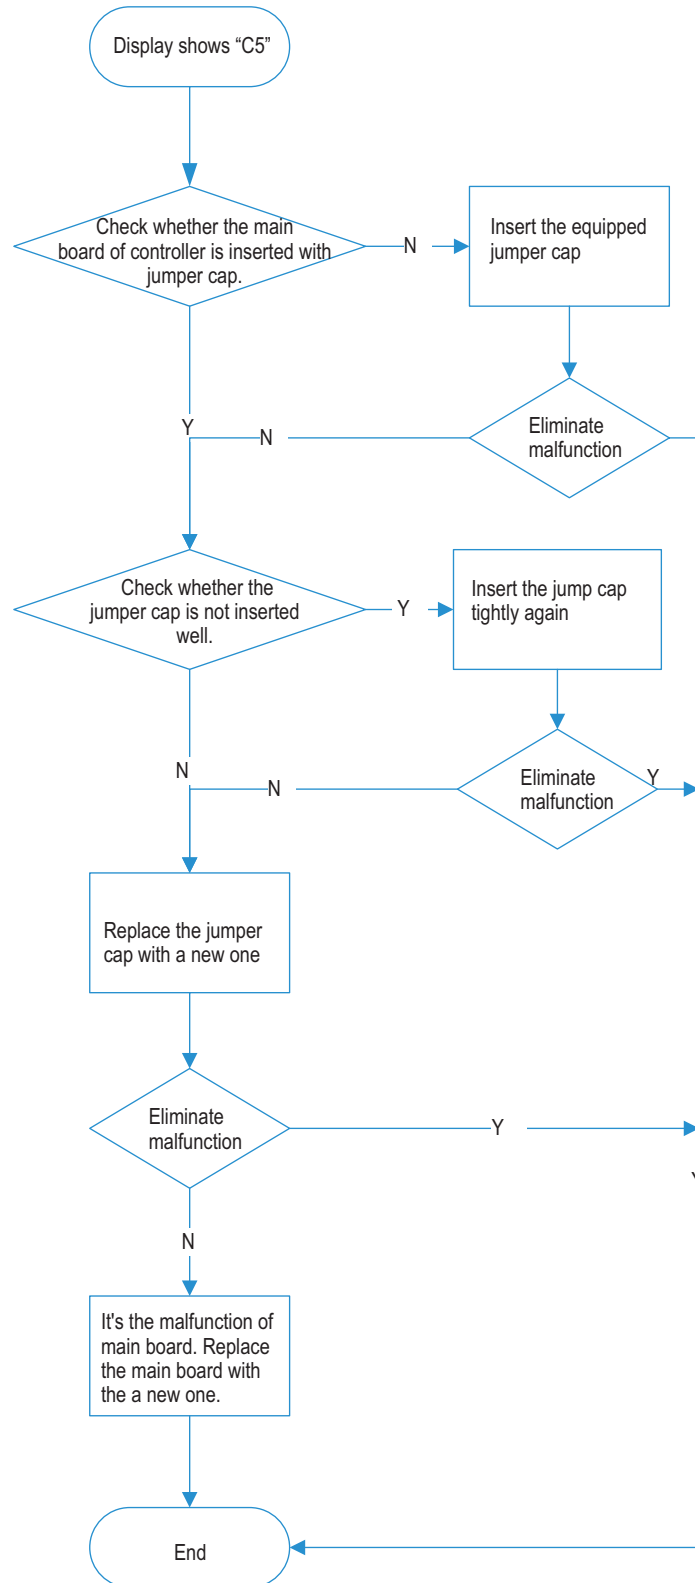 Display shows “C5”
Check whether the main
board of controller is inserted with
jumper cap.
N
Insert the equipped
jumper cap
Y
N
Eliminate
malfunction
Check whether the
jumper cap is not inserted
well.
Y
Insert the jump cap
tightly again
N
N
Eliminate
malfunction
Y
Replace the jumper
cap with a new one
Eliminate
malfunction
Y
Y
N
It's the malfunction of
main board. Replace
the main board with
the a new one.
End